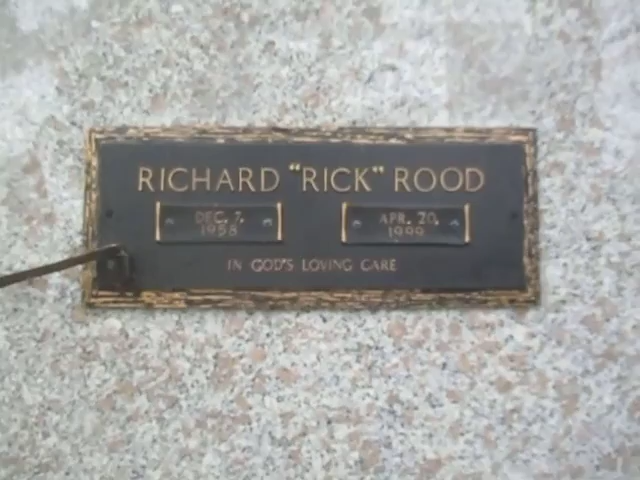 RICHARD "RICK" ROOD
DEC. 7, 1958
APR. 20, 1999
IN GOD'S LOVING CARE